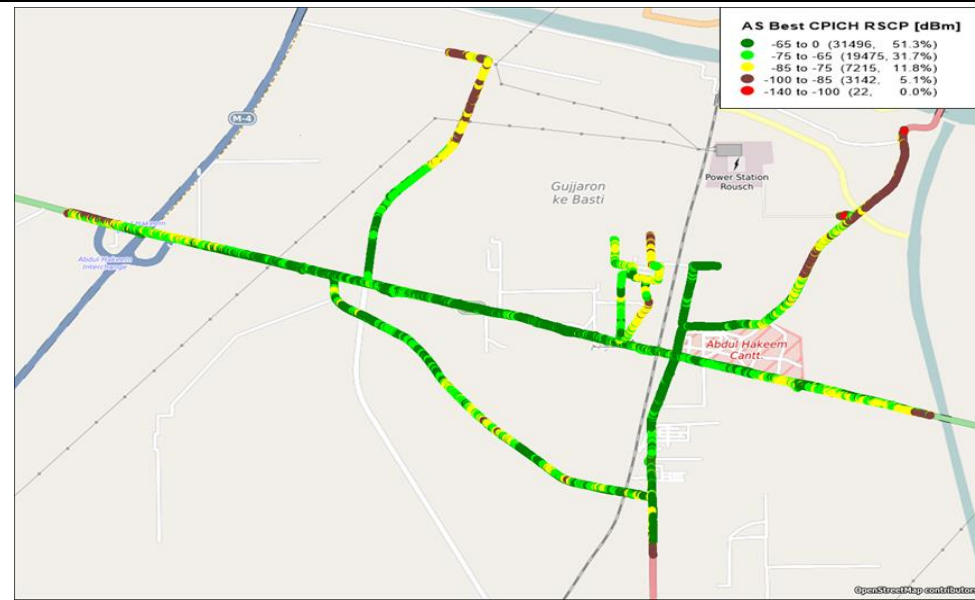 AS Best CPICH RSCP [dBm]
-65 to 0 (31496, 51.3%)
-75 to -65 (19475, 31.7%)
-85 to -75 (7215, 11.8%)
-100 to -85 (3142, 5.1%)
-140 to -100 (22, 0.0%)
M-4
Power Station
Rousch
Gujjaron
ke Basti
Hakeem
Abdul Hakeem
Interchange
Abdul Hakeem
Cantt.
OpenStreetMap contributor